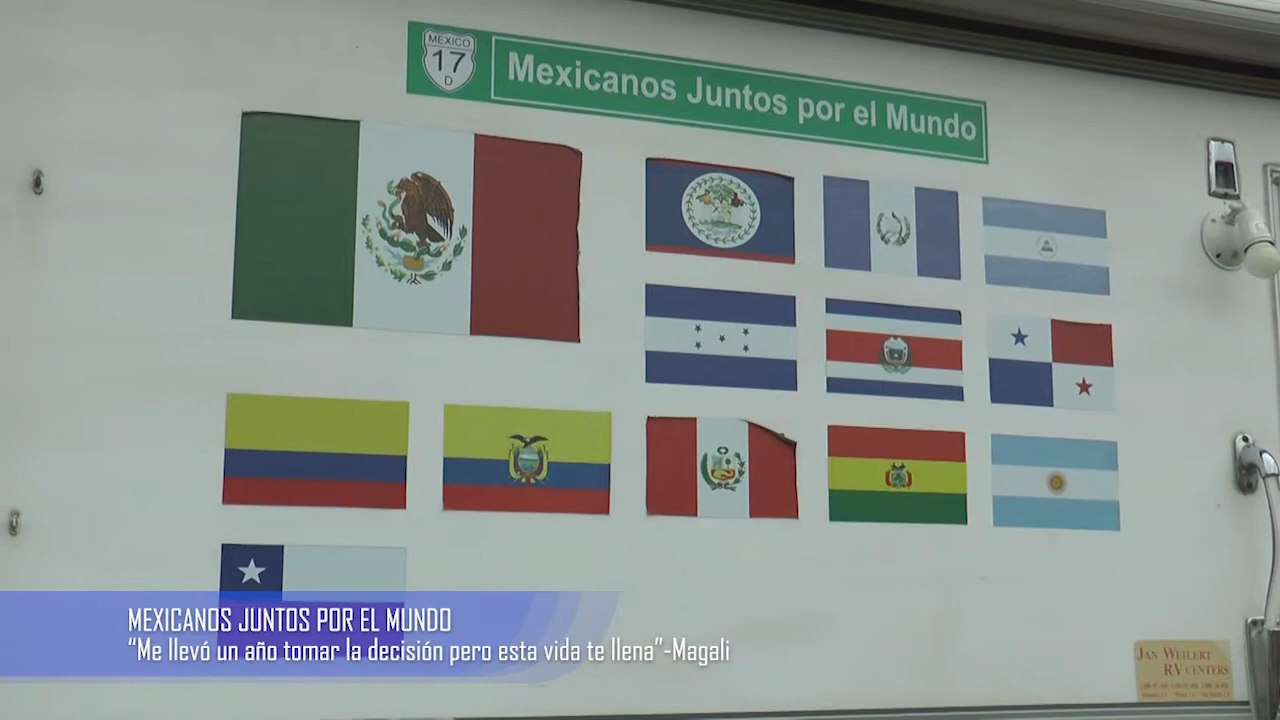 MEXICO
17
D
Mexicanos Juntos por el Mundo
MEXICANOS JUNTOS POR EL MUNDO
“Me llevó un año tomar la decisión pero esta vida te llena”-Magali
JAN WEILERT
RV CENTERS